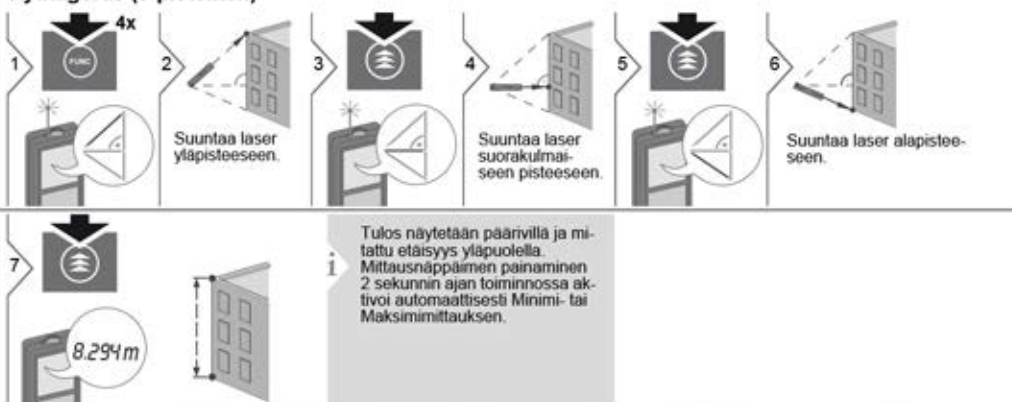 4x
1
FUNC
2
Suuntaa laser
yläpisteeseen.
3
4
Suuntaa laser
suorakulmai-
seen pisteeseen.
5
6
Suuntaa laser alapistee-
seen.
7
8.294 m
i
Tulos näytetään päärivillä ja mi-
tattu etäisyys yläpuolella.
Mittausnäppäimen painaminen
2 sekunnin ajan toiminnossa ak-
tivoi automaattisesti Minimi- tai
Maksimimittauksen.